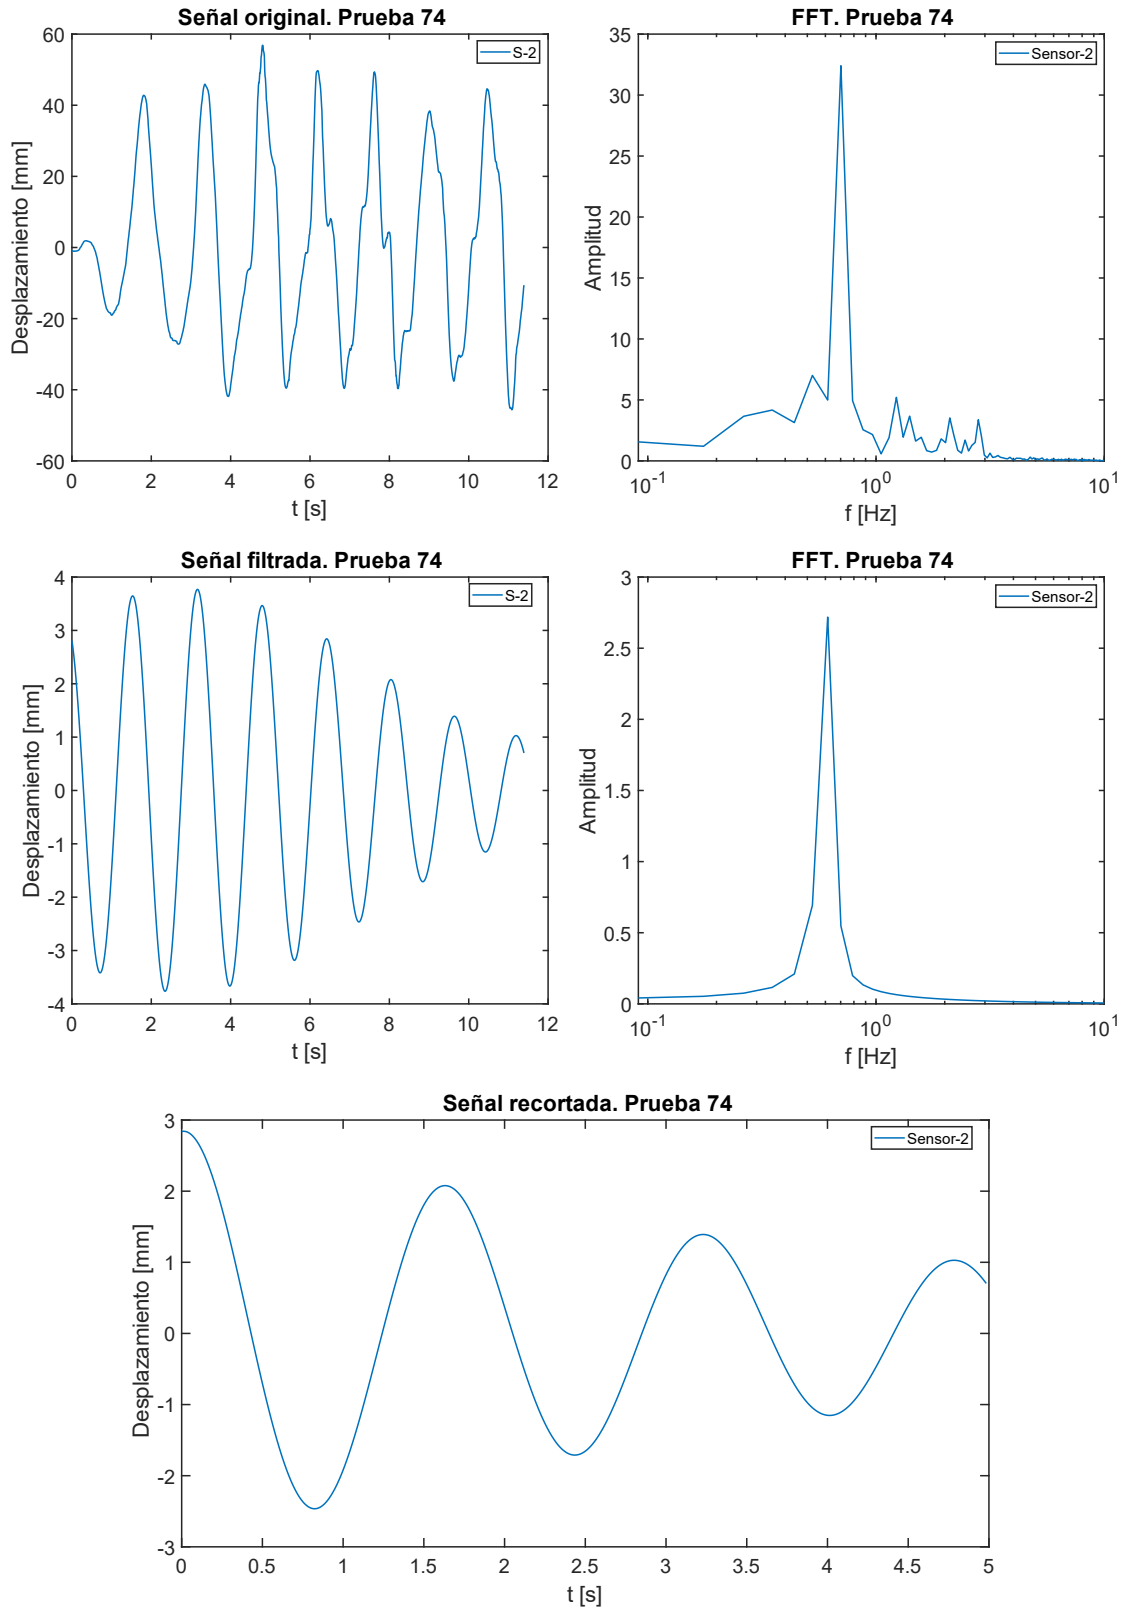 Señal original. Prueba 74
S-2
Desplazamiento [mm]
60
40
20
0
-20
-40
-60
0 2 4 6 8 10 12
t [s]
FFT. Prueba 74
Sensor-2
Amplitud
35
30
25
20
15
10
5
0
10^-1 10^0 10^1
f [Hz]
Señal filtrada. Prueba 74
S-2
Desplazamiento [mm]
4
3
2
1
0
-1
-2
-3
-4
0 2 4 6 8 10 12
t [s]
FFT. Prueba 74
Sensor-2
Amplitud
3
2.5
2
1.5
1
0.5
0
10^-1 10^0 10^1
f [Hz]
Señal recortada. Prueba 74
Sensor-2
Desplazamiento [mm]
3
2
1
0
-1
-2
-3
0 0.5 1 1.5 2 2.5 3 3.5 4 4.5 5
t [s]